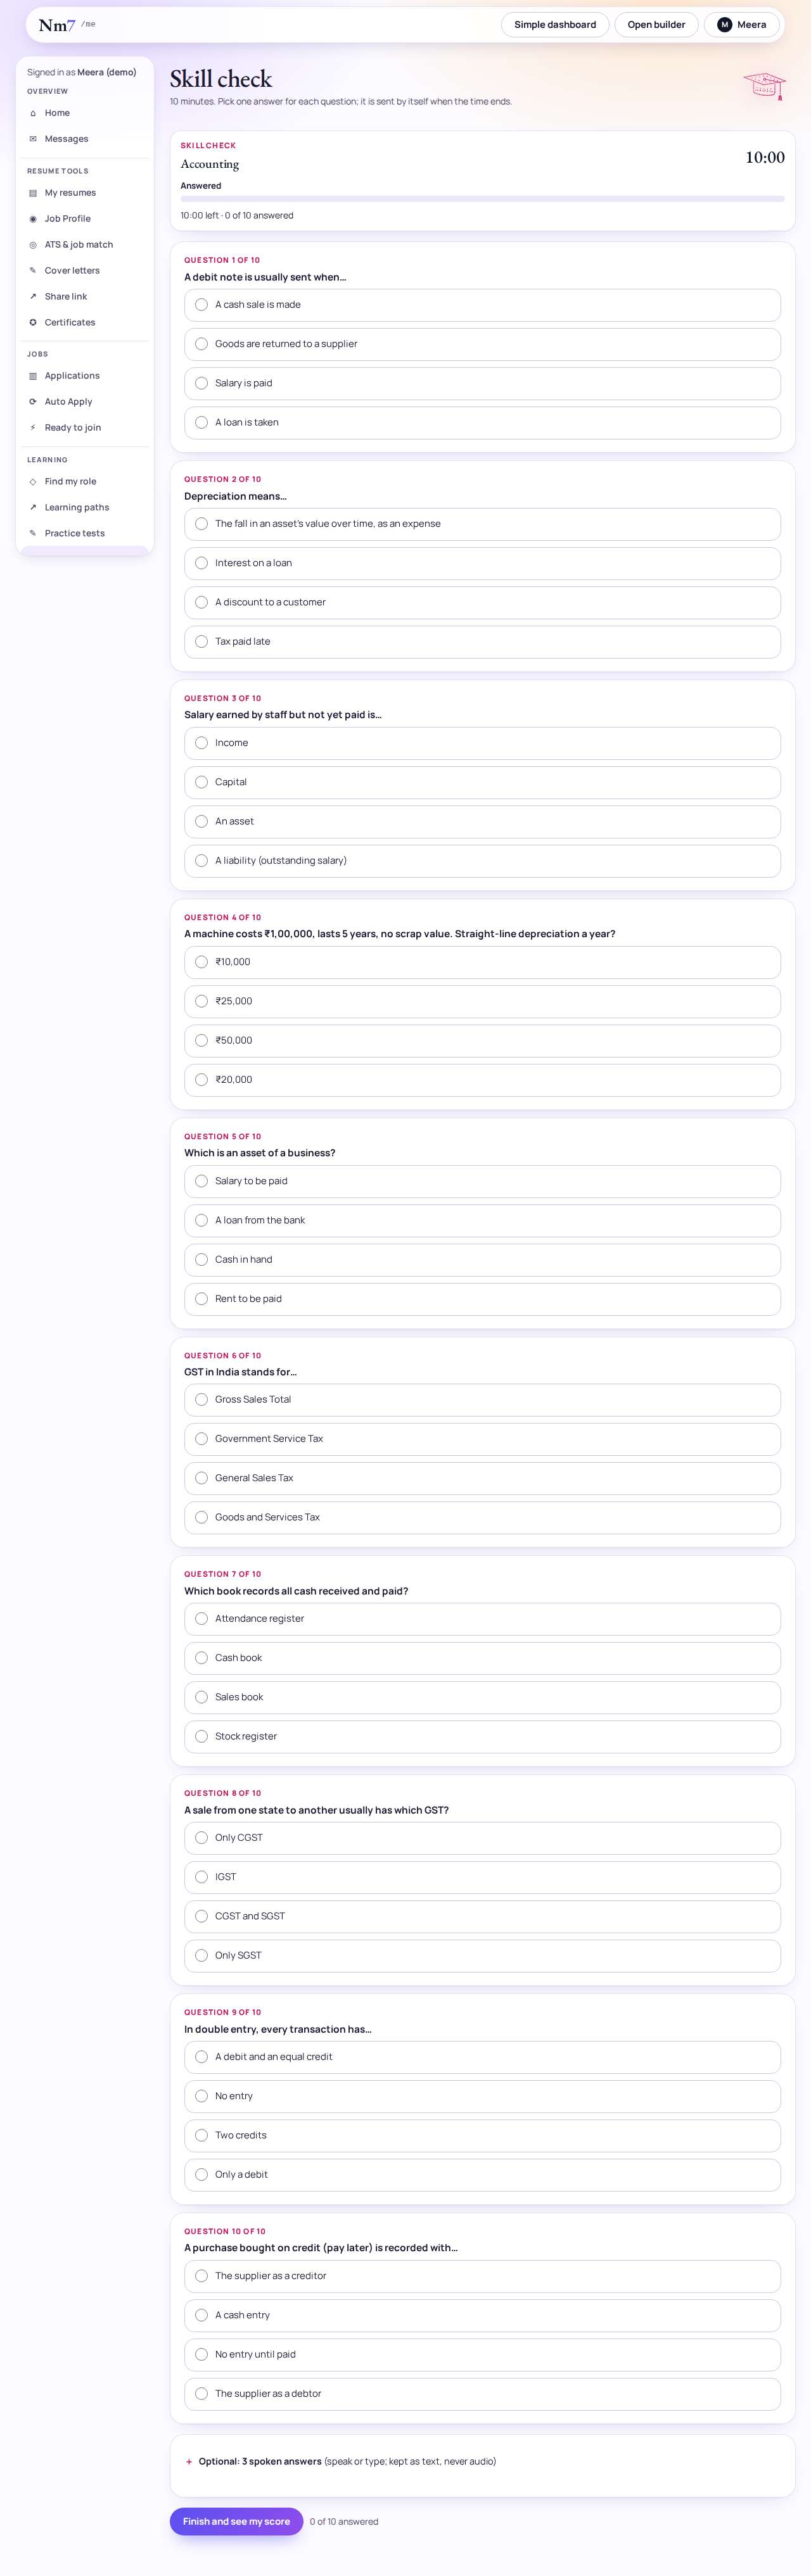 Nm7 /me
Simple dashboard
Open builder
M Meera
Signed in as Meera (demo)
OVERVIEW
Home
Messages
RESUME TOOLS
My resumes
Job Profile
ATS & job match
Cover letters
Share link
Certificates
JOBS
Applications
Auto Apply
Ready to join
LEARNING
Find my role
Learning paths
Practice tests
Skill check
10 minutes. Pick one answer for each question; it is sent by itself when the time ends.
SKILLCHECK
Accounting
10:00
Answered
10:00 left · 0 of 10 answered
QUESTION 1 OF 10
A debit note is usually sent when…
A cash sale is made
Goods are returned to a supplier
Salary is paid
A loan is taken
QUESTION 2 OF 10
Depreciation means…
The fall in an asset's value over time, as an expense
Interest on a loan
A discount to a customer
Tax paid late
QUESTION 3 OF 10
Salary earned by staff but not yet paid is…
Income
Capital
An asset
A liability (outstanding salary)
QUESTION 4 OF 10
A machine costs ₹1,00,000, lasts 5 years, no scrap value. Straight-line depreciation a year?
₹10,000
₹25,000
₹50,000
₹20,000
QUESTION 5 OF 10
Which is an asset of a business?
Salary to be paid
A loan from the bank
Cash in hand
Rent to be paid
QUESTION 6 OF 10
GST in India stands for…
Gross Sales Total
Government Service Tax
General Sales Tax
Goods and Services Tax
QUESTION 7 OF 10
Which book records all cash received and paid?
Attendance register
Cash book
Sales book
Stock register
QUESTION 8 OF 10
A sale from one state to another usually has which GST?
Only CGST
IGST
CGST and SGST
Only SGST
QUESTION 9 OF 10
In double entry, every transaction has…
A debit and an equal credit
No entry
Two credits
Only a debit
QUESTION 10 OF 10
A purchase bought on credit (pay later) is recorded with…
The supplier as a creditor
A cash entry
No entry until paid
The supplier as a debtor
+ Optional: 3 spoken answers (speak or type; kept as text, never audio)
Finish and see my score
0 of 10 answered